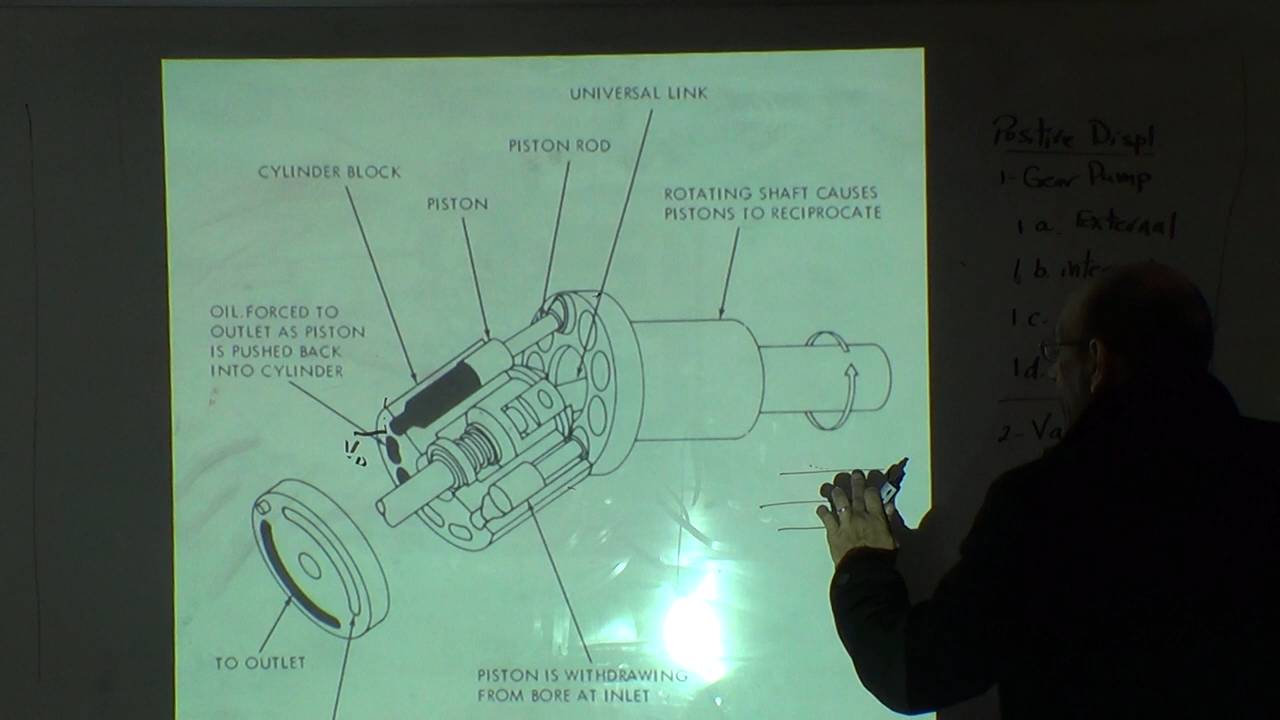 UNIVERSAL LINK
PISTON ROD
CYLINDER BLOCK
PISTON
ROTATING SHAFT CAUSES
PISTONS TO RECIPROCATE
OIL FORCED TO
OUTLET AS PISTON
IS PUSHED BACK
INTO CYLINDER
TO OUTLET
PISTON IS WITHDRAWING
FROM BORE AT INLET
Positive Displ
1- Gear Pump
1 a. External
1 b.
1 c.
1 d.
2-